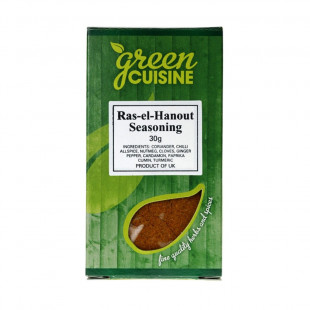 green
CUISINE
Ras-el-Hanout
Seasoning
30g
INGREDIENTS: CORIANDER, CHILLI
ALLSPICE, NUTMEG, CLOVES, GINGER
PEPPER, CARDAMON, PAPRIKA
CUMIN, TURMERIC
PRODUCT OF UK
fine quality herbs and spices